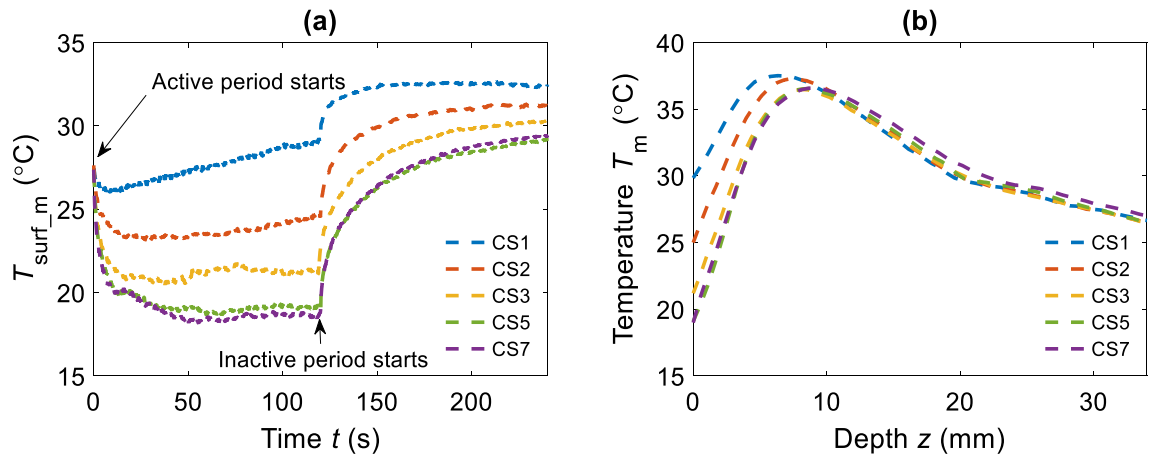 (a)
35
30
25
20
15
T_surf_m (°C)
Active period starts
CS1
CS2
CS3
CS5
CS7
Inactive period starts
0 50 100 150 200
Time t (s)
(b)
40
35
30
25
20
15
Temperature T_m (°C)
CS1
CS2
CS3
CS5
CS7
0 10 20 30
Depth z (mm)